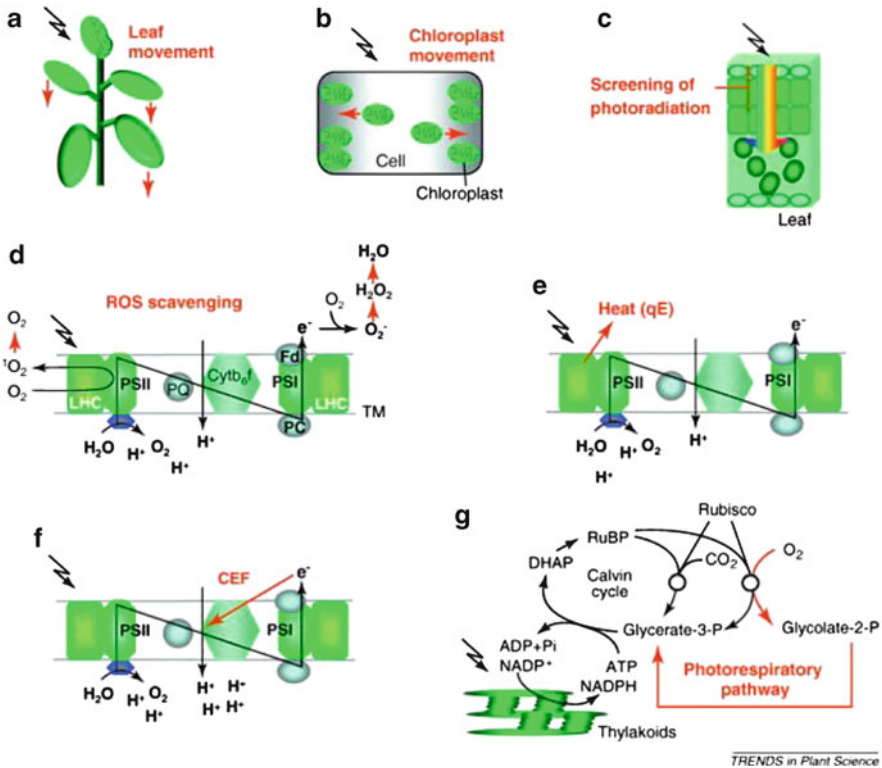 a
Leaf
movement
b
Chloroplast
movement
Cell
Chloroplast
c
Screening of
photoradiation
Leaf
d
ROS scavenging
H₂O
H₂O₂
O₂
O₂⁻
e⁻
O₂
¹O₂
O₂
LHC
PSII
PQ
Cytb₆f
Fd
PSI
LHC
PC
TM
H₂O
H⁺
O₂
H⁺
H⁺
e
Heat (qE)
e⁻
PSII
PSI
H₂O
H⁺
O₂
H⁺
H⁺
f
CEF
e⁻
PSII
PSI
H₂O
H⁺
O₂
H⁺
H⁺ H⁺
H⁺ H⁺
g
Rubisco
RuBP
CO₂
O₂
DHAP
Calvin
cycle
Glycerate-3-P
Glycolate-2-P
ADP+Pi
NADP⁺
ATP
NADPH
Photorespiratory
pathway
Thylakoids
TRENDS in Plant Science